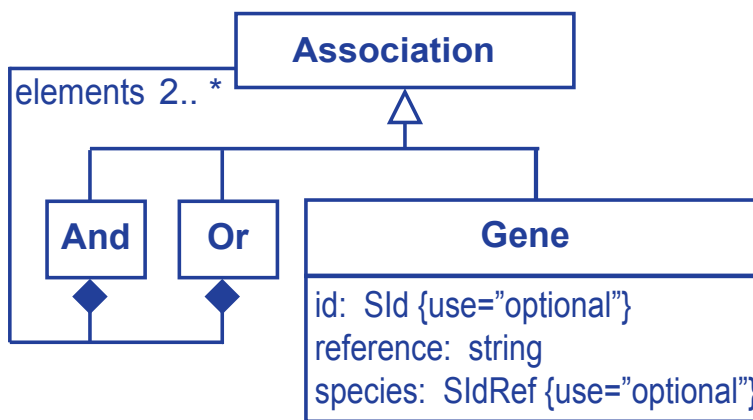 Association
elements 2.. *
And
Or
Gene
id: SId {use=”optional”}
reference: string
species: SIdRef {use=”optional”}